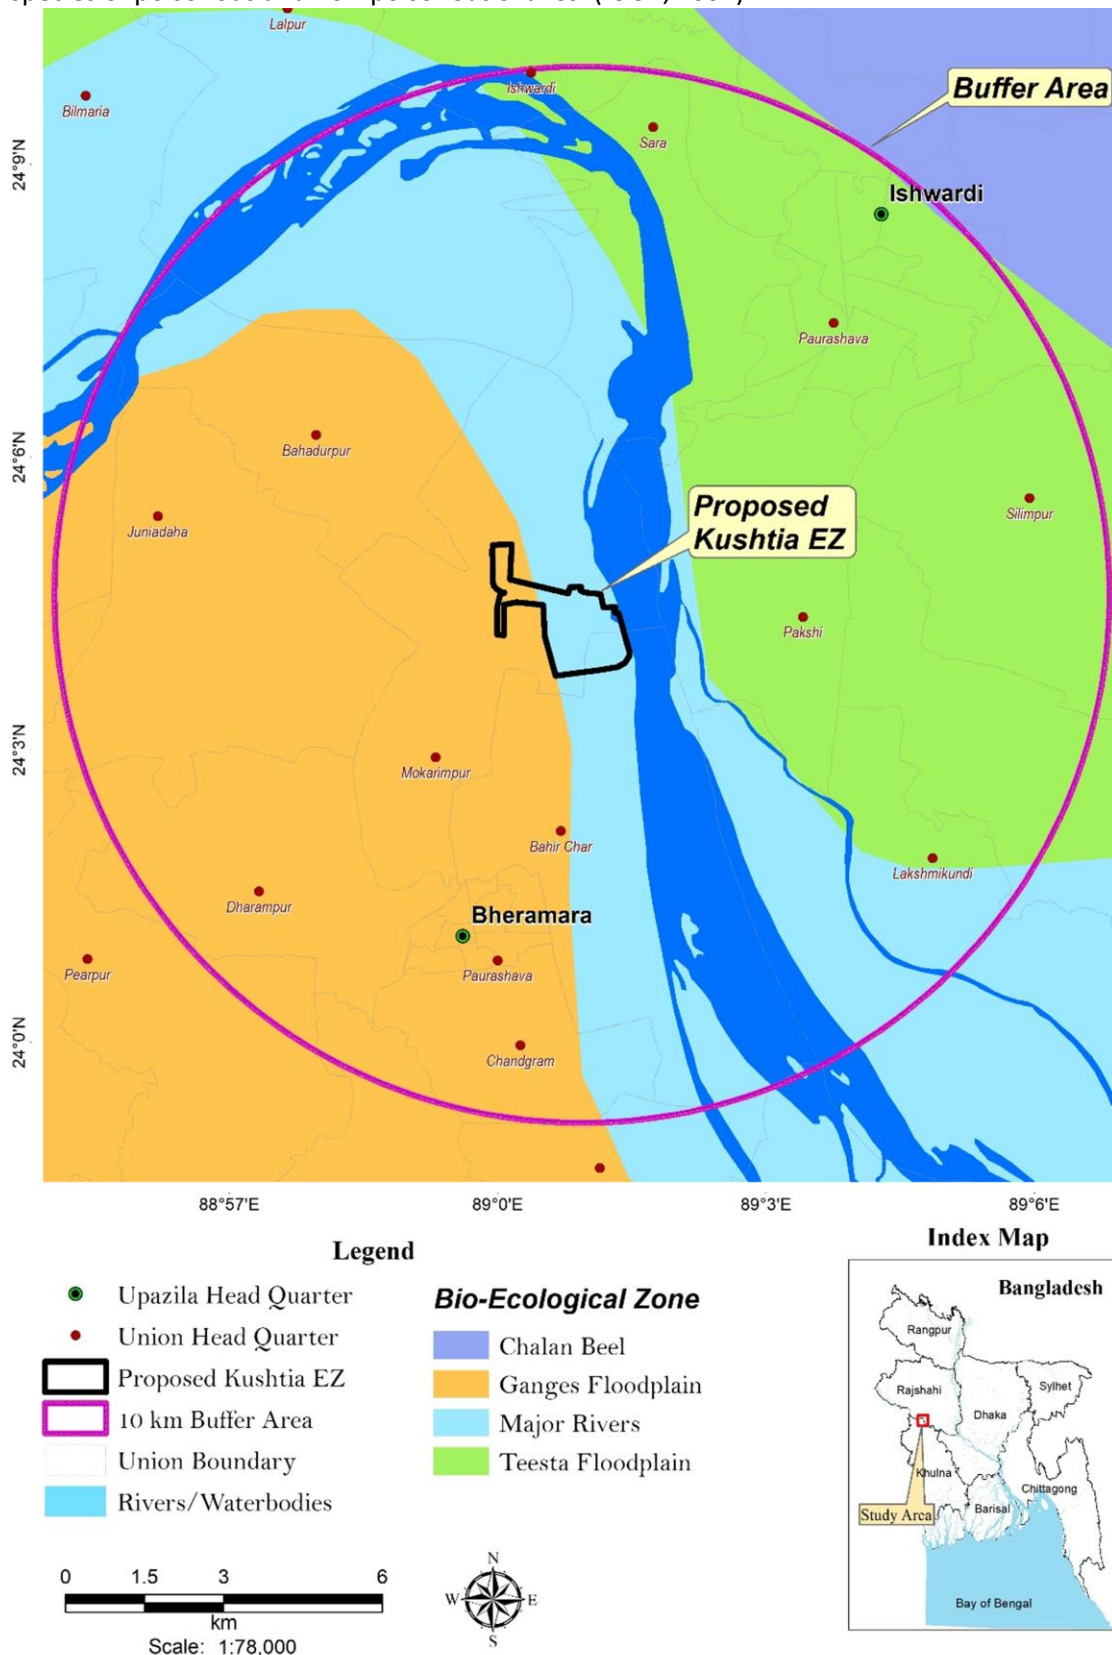 Lalpur
Ishwardi
Bilmaria
Buffer Area
Sara
24°9'N
Ishwardi
Paurashava
Bahadurpur
24°6'N
Proposed
Kushtia EZ
Silimpur
Juniadaha
Pakshi
24°3'N
Mokarimpur
Bahir Char
Lakshmikundi
Dharampur
Bheramara
Pearpur
Paurashava
24°0'N
Chandgram
88°57'E 89°0'E 89°3'E 89°6'E
Legend
Upazila Head Quarter
Union Head Quarter
Proposed Kushtia EZ
10 km Buffer Area
Union Boundary
Rivers/Waterbodies
Bio-Ecological Zone
Chalan Beel
Ganges Floodplain
Major Rivers
Teesta Floodplain
0 1.5 3 6
km
Scale: 1:78,000
N
W E
S
Index Map
Bangladesh
Rangpur
Rajshahi
Sylhet
Dhaka
Khulna
Chittagong
Barisal
Study Area
Bay of Bengal